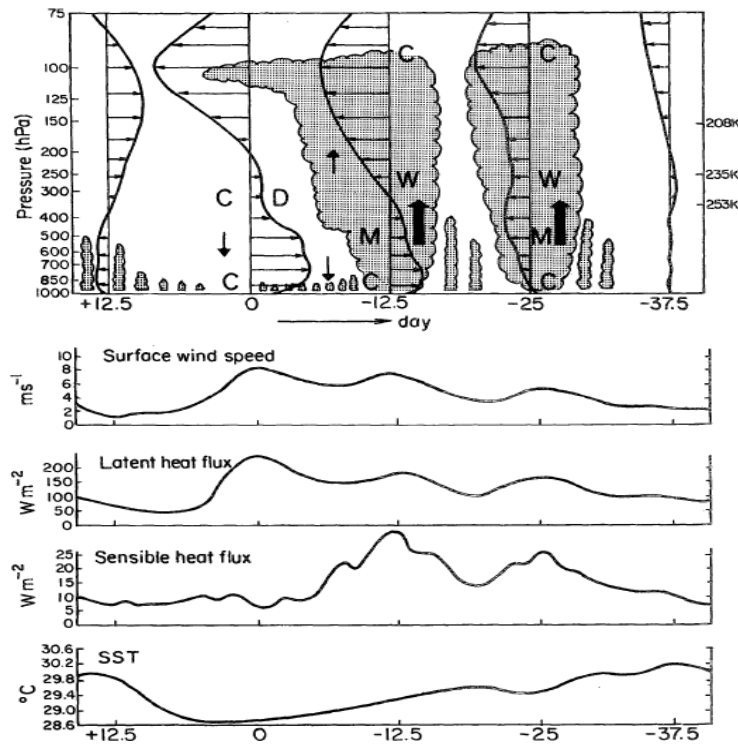 75
100
125
150
200
250
300
400
500
600
700
850
1000
Pressure (hPa)
C C C
208K
C D W W 235K
253K
M M
C C C
+12.5 0 -12.5 -25 -37.5
day
10
8
6
4
2
0
ms⁻¹
Surface wind speed
200
150
100
50
0
Wm⁻²
Latent heat flux
25
20
15
10
5
0
Wm⁻²
Sensible heat flux
30.6
30.2
29.8
29.4
29.0
28.6
°C
SST
+12.5 0 -12.5 -25 -37.5